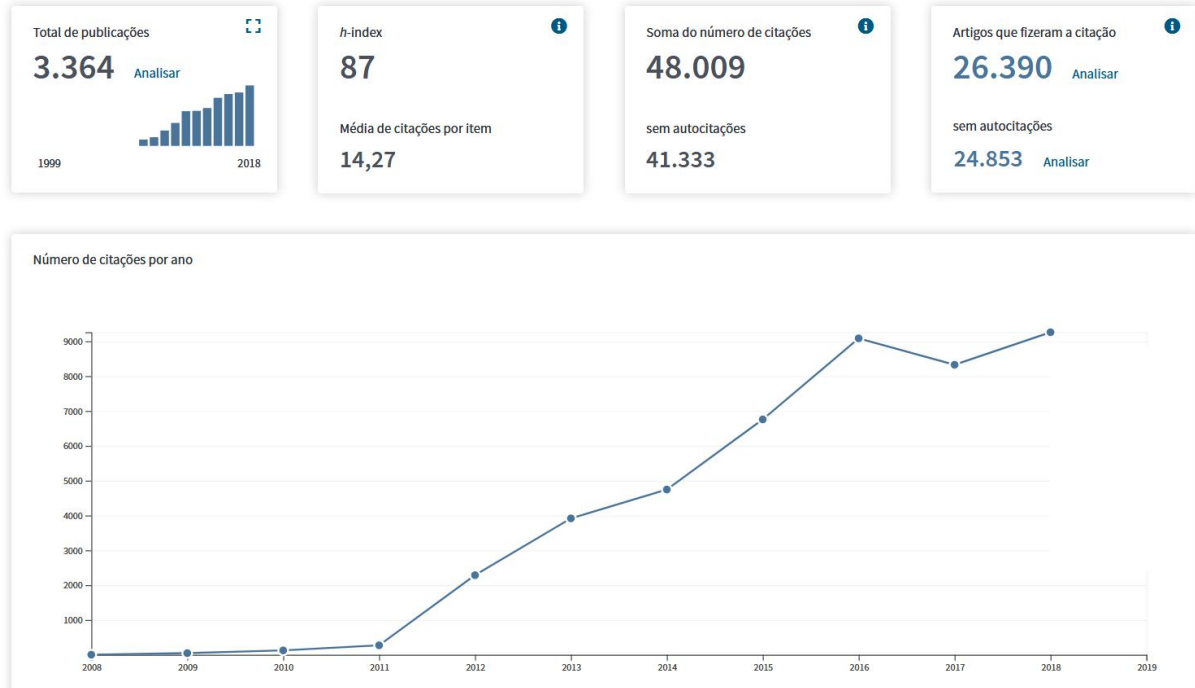 Total de publicações
3.364 Analisar
1999 2018
h-index
87
Média de citações por item
14,27
Soma do número de citações
48.009
sem autocitações
41.333
Artigos que fizeram a citação
26.390 Analisar
sem autocitações
24.853 Analisar
Número de citações por ano
9000
8000
7000
6000
5000
4000
3000
2000
1000
2008 2009 2010 2011 2012 2013 2014 2015 2016 2017 2018 2019